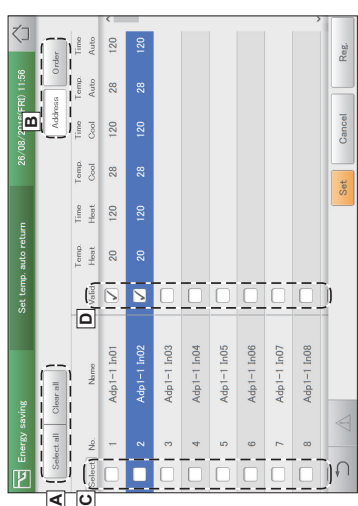 Energy saving Set temp. auto return 26/08/2016(FRI) 11:56
A Select all Clear all B Address Order
C Select No. Name D Valid Temp. Heat Time Heat Temp. Cool Time Cool Temp. Auto Time Auto
1 Adp1-1 In01 20 120 28 120 28 120
2 Adp1-1 In02 20 120 28 120 28 120
3 Adp1-1 In03
4 Adp1-1 In04
5 Adp1-1 In05
6 Adp1-1 In06
7 Adp1-1 In07
8 Adp1-1 In08
Set Cancel Reg.